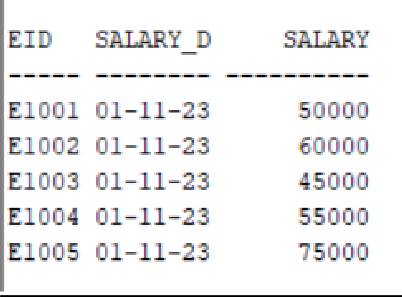 EID SALARY_D SALARY
----- -------- ----------
E1001 01-11-23 50000
E1002 01-11-23 60000
E1003 01-11-23 45000
E1004 01-11-23 55000
E1005 01-11-23 75000